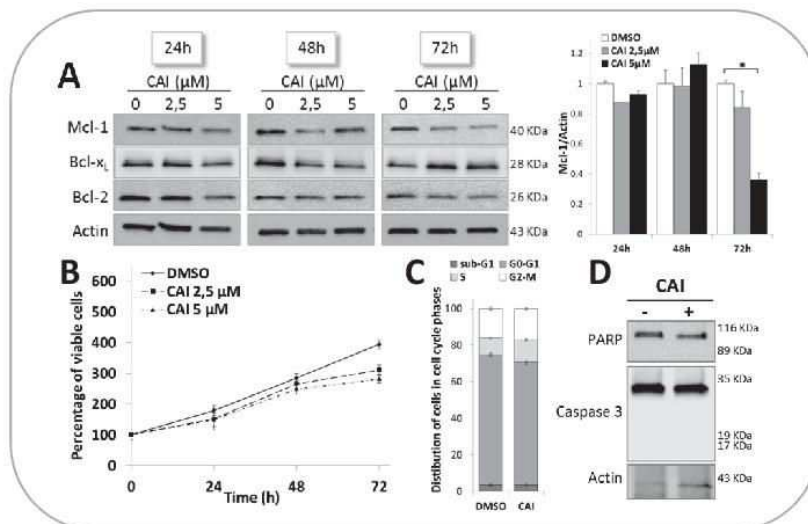 A
24h 48h 72h
CAI (µM) CAI (µM) CAI (µM)
0 2,5 5 0 2,5 5 0 2,5 5
Mcl-1 40 KDa
Bcl-xL 28 KDa
Bcl-2 26 KDa
Actin 43 KDa
DMSO
CAI 2,5µM
CAI 5µM
*
Mcl-1/Actin
1.2
1
0.8
0.6
0.4
0.2
0
24h 48h 72h
B
DMSO
CAI 2,5 µM
CAI 5 µM
Percentage of viable cells
600
500
400
300
200
100
0
0 24 48 72
Time (h)
C
sub-G1 G0-G1
S G2-M
Distibution of cells in cell cycle phases
100
80
60
40
20
0
DMSO CAI
D
CAI
- +
PARP
116 KDa
89 KDa
Caspase 3
35 KDa
19 KDa
17 KDa
Actin
43 KDa